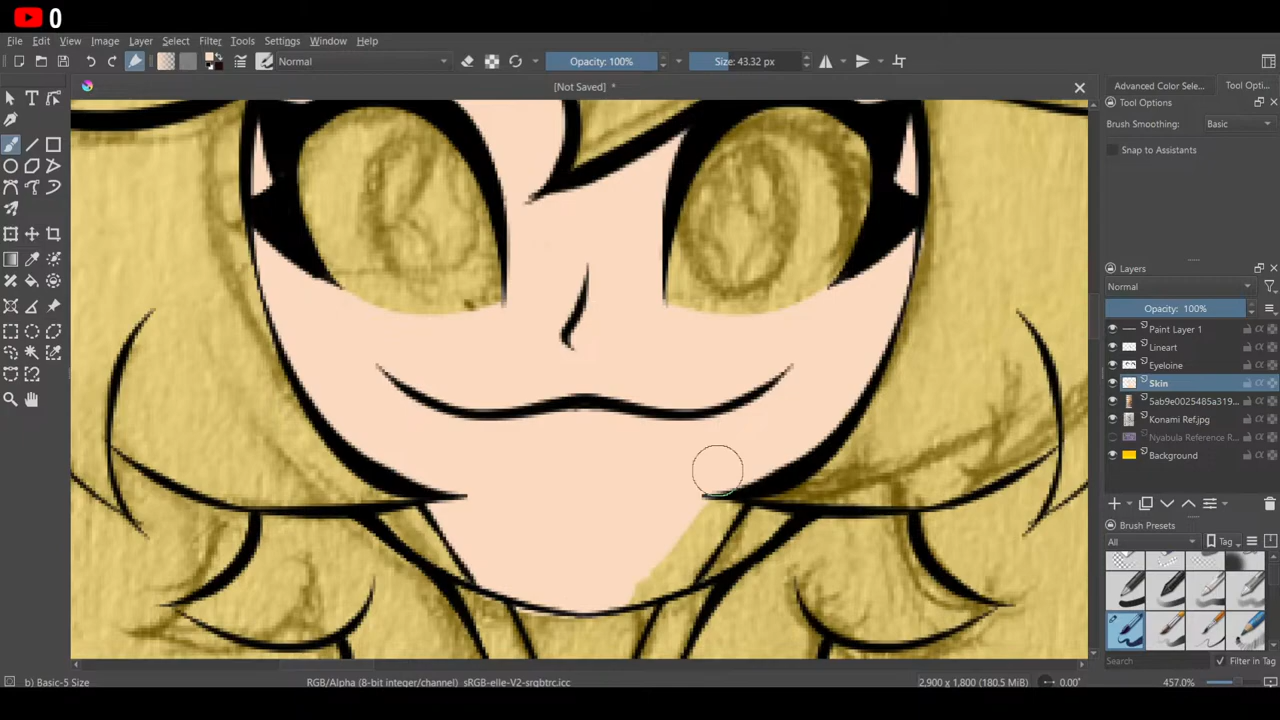 0
File Edit View Image Layer Select Filter Tools Settings Window Help
Normal Opacity: 100% Size: 43.32 px
[Not Saved] *
Advanced Color Sele... Tool Opti...
Tool Options
Brush Smoothing: Basic
Snap to Assistants
Layers
Normal
Opacity: 100%
Paint Layer 1
Lineart
Eyeloine
Skin
5ab9e0025485a319...
Konami Ref.jpg
Nyabula Reference R...
Background
Brush Presets
All Tag
Search Filter in Tag
b) Basic-5 Size RGB/Alpha (8-bit integer/channel) sRGB-elle-V2-srgbtrc.icc 2,900 x 1,800 (180.5 MiB) 0.00° 457.0%